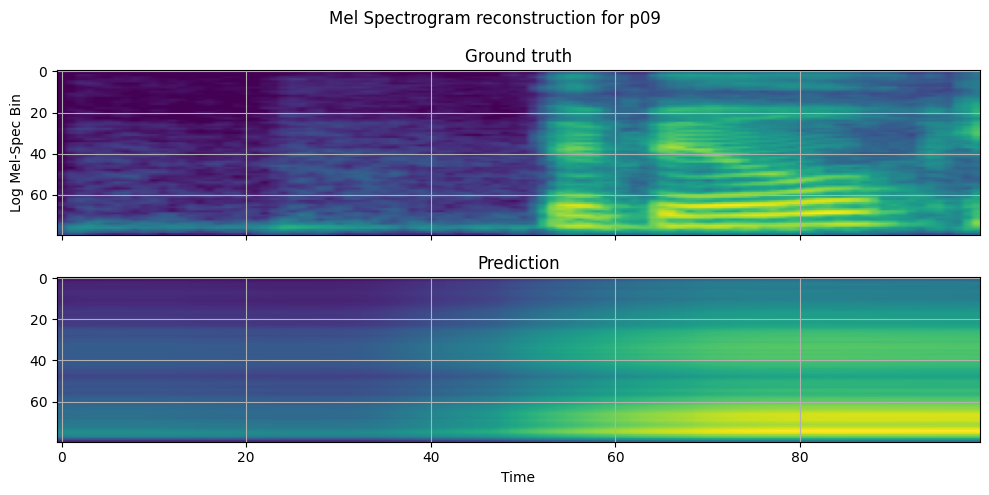 Mel Spectrogram reconstruction for p09
Ground truth
0
20
40
60
Log Mel-Spec Bin
Prediction
0
20
40
60
0 20 40 60 80
Time